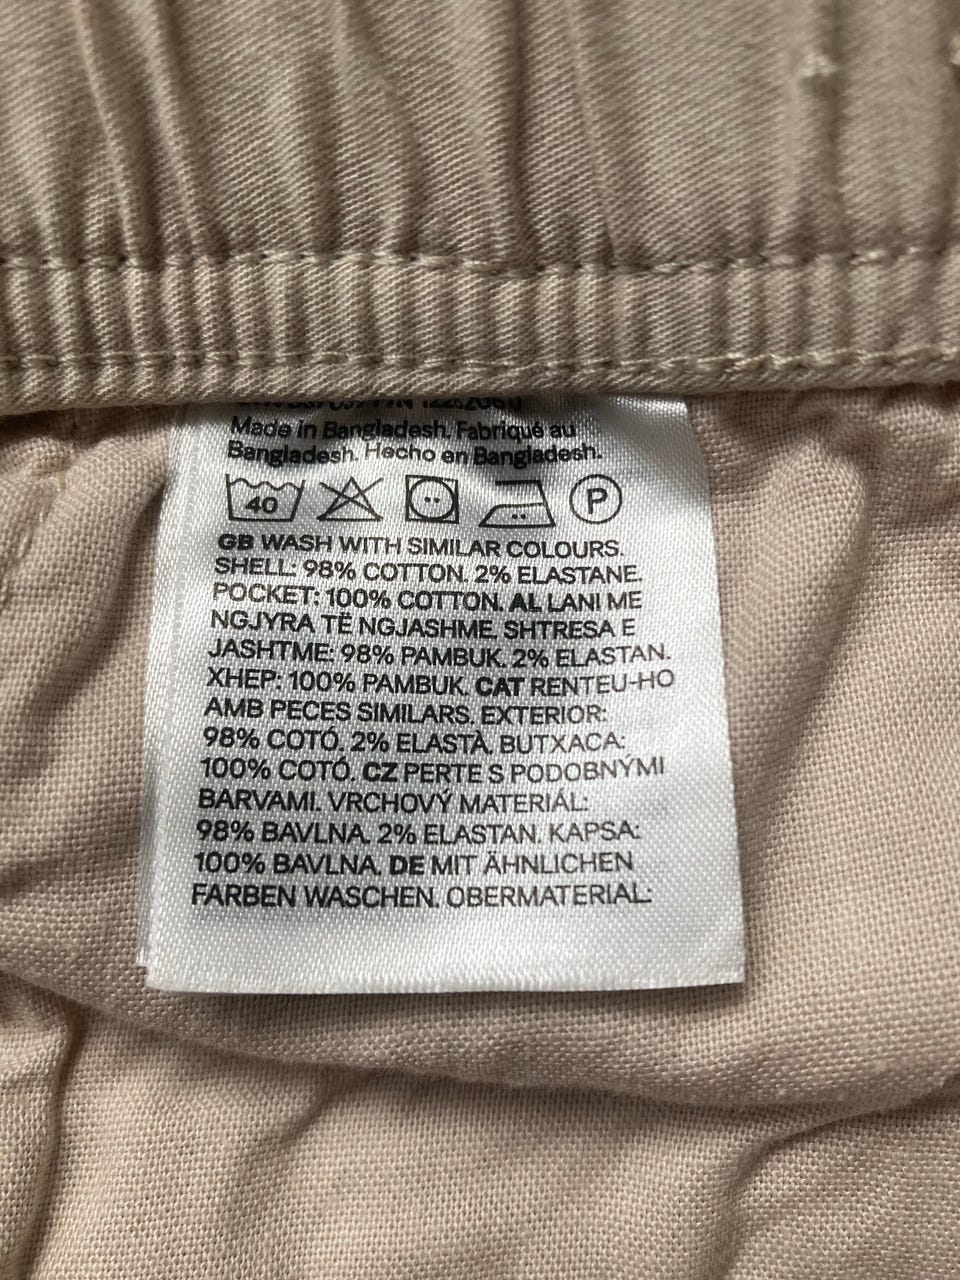 Made in Bangladesh. Fabriqué au
Bangladesh. Hecho en Bangladesh.
40 P
GB WASH WITH SIMILAR COLOURS.
SHELL: 98% COTTON. 2% ELASTANE.
POCKET: 100% COTTON. AL LANI ME
NGJYRA TË NGJASHME. SHTRESA E
JASHTME: 98% PAMBUK. 2% ELASTAN.
XHEP: 100% PAMBUK. CAT RENTEU-HO
AMB PECES SIMILARS. EXTERIOR:
98% COTÓ. 2% ELASTÀ. BUTXACA:
100% COTÓ. CZ PERTE S PODOBNÝMI
BARVAMI. VRCHOVÝ MATERIÁL:
98% BAVLNA. 2% ELASTAN. KAPSA:
100% BAVLNA. DE MIT ÄHNLICHEN
FARBEN WASCHEN. OBERMATERIAL: